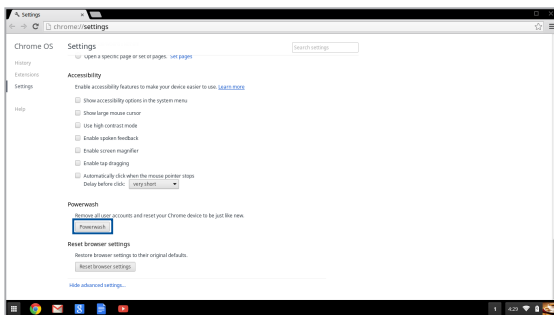 Settings
chrome://settings
Chrome OS
Settings
Search settings
History
Extensions
Settings
Help
Open a specific page or set of pages. Set pages
Accessibility
Enable accessibility features to make your device easier to use. Learn more
Show accessibility options in the system menu
Show large mouse cursor
Use high contrast mode
Enable spoken feedback
Enable screen magnifier
Enable tap dragging
Automatically click when the mouse pointer stops
Delay before click: very short
Powerwash
Remove all user accounts and reset your Chrome device to be just like new.
Powerwash
Reset browser settings
Restore browser settings to their original defaults.
Reset browser settings
Hide advanced settings...
8
1 4:29